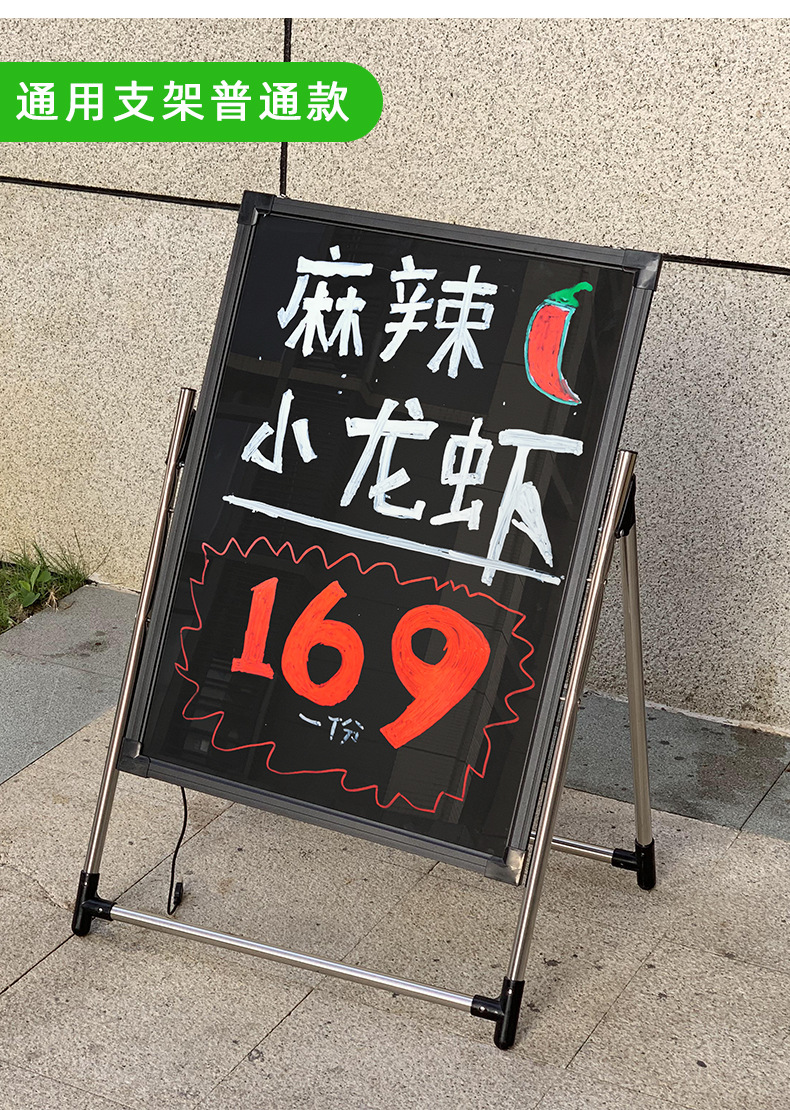 通用支架普通款
麻辣
小龙虾
169
一份